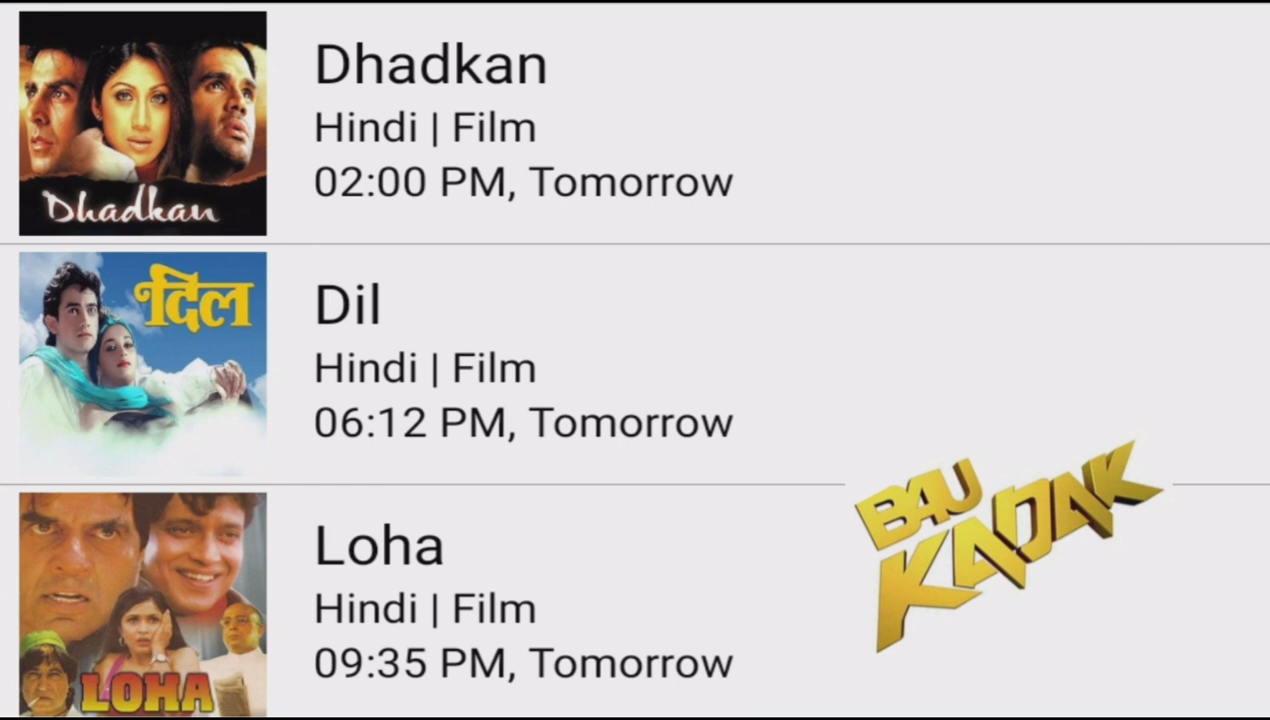 Dhadkan
Dhadkan
Hindi | Film
02:00 PM, Tomorrow
दिल
Dil
Hindi | Film
06:12 PM, Tomorrow
LOHA
Loha
Hindi | Film
09:35 PM, Tomorrow
B4U
KADAK